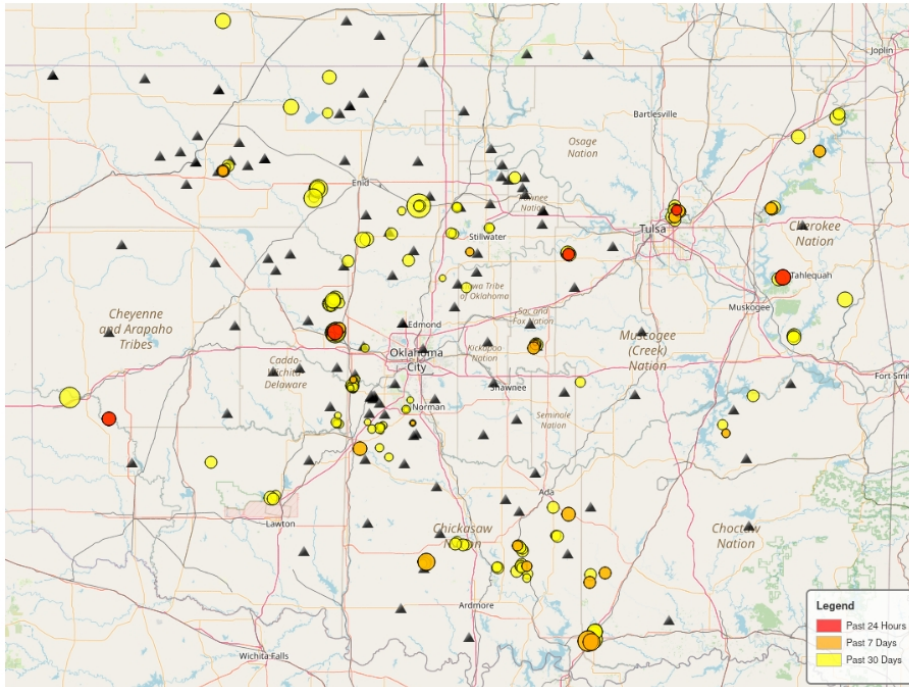 Joplin
Bartlesville
Osage
Nation
Enid
Pawnee
Nation
Tulsa
Cherokee
Nation
Stillwater
Tahlequah
Iowa Tribe
of Oklahoma
Muskogee
Cheyenne
and Arapaho
Tribes
Sac and
Fox Nation
Edmond
Muscogee
(Creek)
Nation
Oklahoma
City
Kickapoo
Nation
Caddo-
Wichita-
Delaware
Fort Smi
Shawnee
Norman
Seminole
Nation
Ada
Lawton
Chickasaw
Nation
Choctaw
Nation
Ardmore
Wichita Falls
Legend
Past 24 Hours
Past 7 Days
Past 30 Days